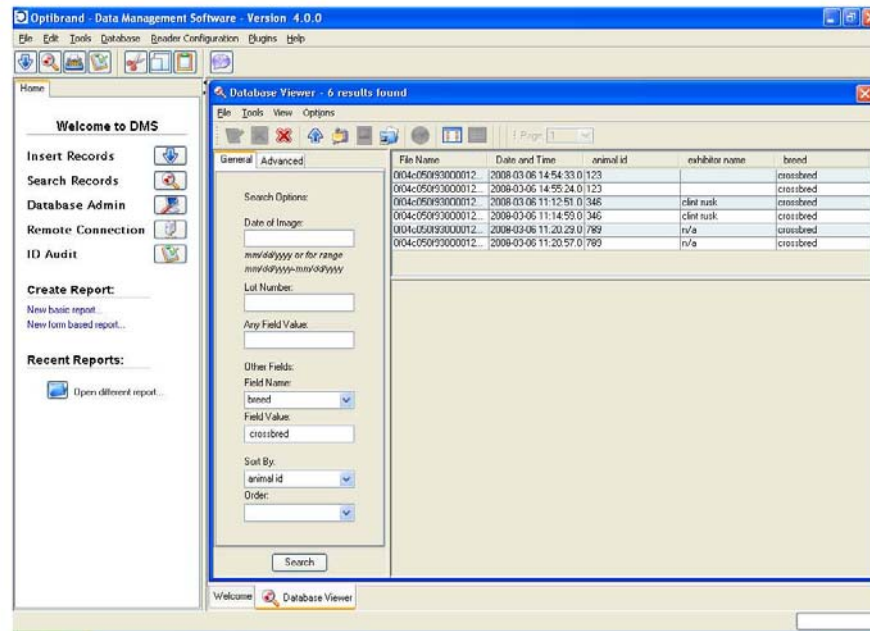 Optibrand - Data Management Software - Version 4.0.0
File Edit Tools Database Reader Configuration Plugins Help
Home
Welcome to DMS
Insert Records
Search Records
Database Admin
Remote Connection
ID Audit
Create Report:
New basic report...
New form based report...
Recent Reports:
Open different report...
Database Viewer - 6 results found
File Tools View Options
Page 1
General Advanced
Search Options:
Date of Image:
mm/dd/yyyy or for range
mm/dd/yyyy-mm/dd/yyyy
Lot Number:
Any Field Value:
Other Fields:
Field Name:
breed
Field Value:
crossbred
Sort By:
animal id
Order:
Search
File Name Date and Time animal id exhibitor name breed
0f04c050f93000012... 2008-03-06 14:54:33.0 123 crossbred
0f04c050f93000012... 2008-03-06 14:55:24.0 123 crossbred
0f04c050f93000012... 2008-03-06 11:12:51.0 346 clint rusk crossbred
0f04c050f93000012... 2008-03-06 11:14:59.0 346 clint rusk crossbred
0f04c050f93000012... 2008-03-06 11:20:29.0 789 n/a crossbred
0f04c050f93000012... 2008-03-06 11:20:57.0 789 n/a crossbred
Welcome Database Viewer